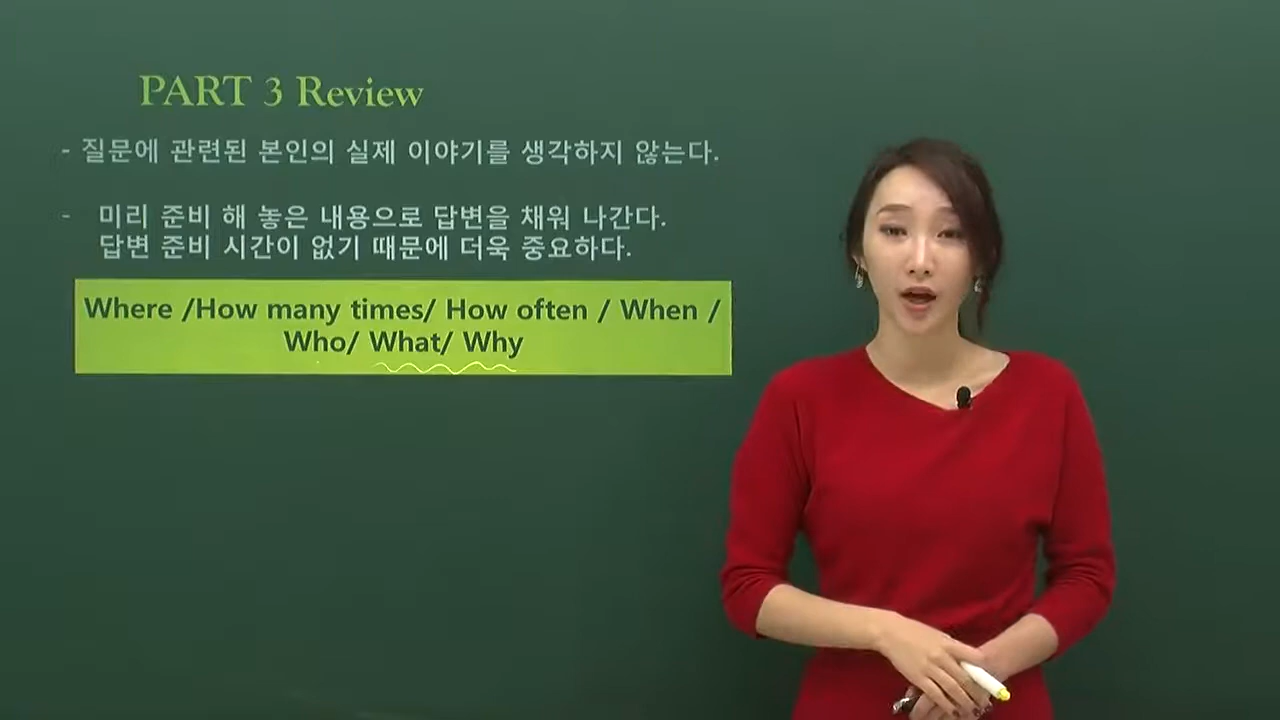 PART 3 Review
- 질문에 관련된 본인의 실제 이야기를 생각하지 않는다.
- 미리 준비 해 놓은 내용으로 답변을 채워 나간다.
답변 준비 시간이 없기 때문에 더욱 중요하다.
Where /How many times/ How often / When /
Who/ What/ Why